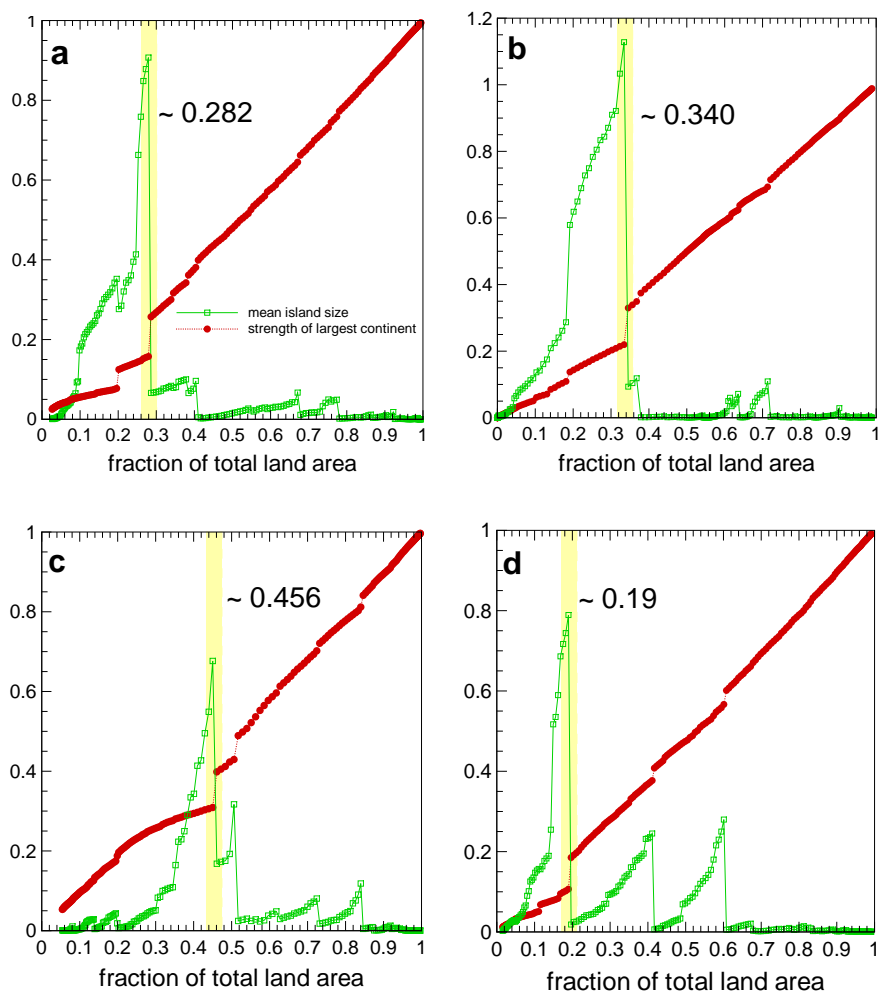 a
~ 0.282
mean island size
strength of largest continent
1
0.8
0.6
0.4
0.2
0
0 0.1 0.2 0.3 0.4 0.5 0.6 0.7 0.8 0.9 1
fraction of total land area
b
~ 0.340
1.2
1
0.8
0.6
0.4
0.2
0
0 0.1 0.2 0.3 0.4 0.5 0.6 0.7 0.8 0.9 1
fraction of total land area
c
~ 0.456
1
0.8
0.6
0.4
0.2
0
0 0.1 0.2 0.3 0.4 0.5 0.6 0.7 0.8 0.9 1
fraction of total land area
d
~ 0.19
1
0.8
0.6
0.4
0.2
0
0 0.1 0.2 0.3 0.4 0.5 0.6 0.7 0.8 0.9 1
fraction of total land area